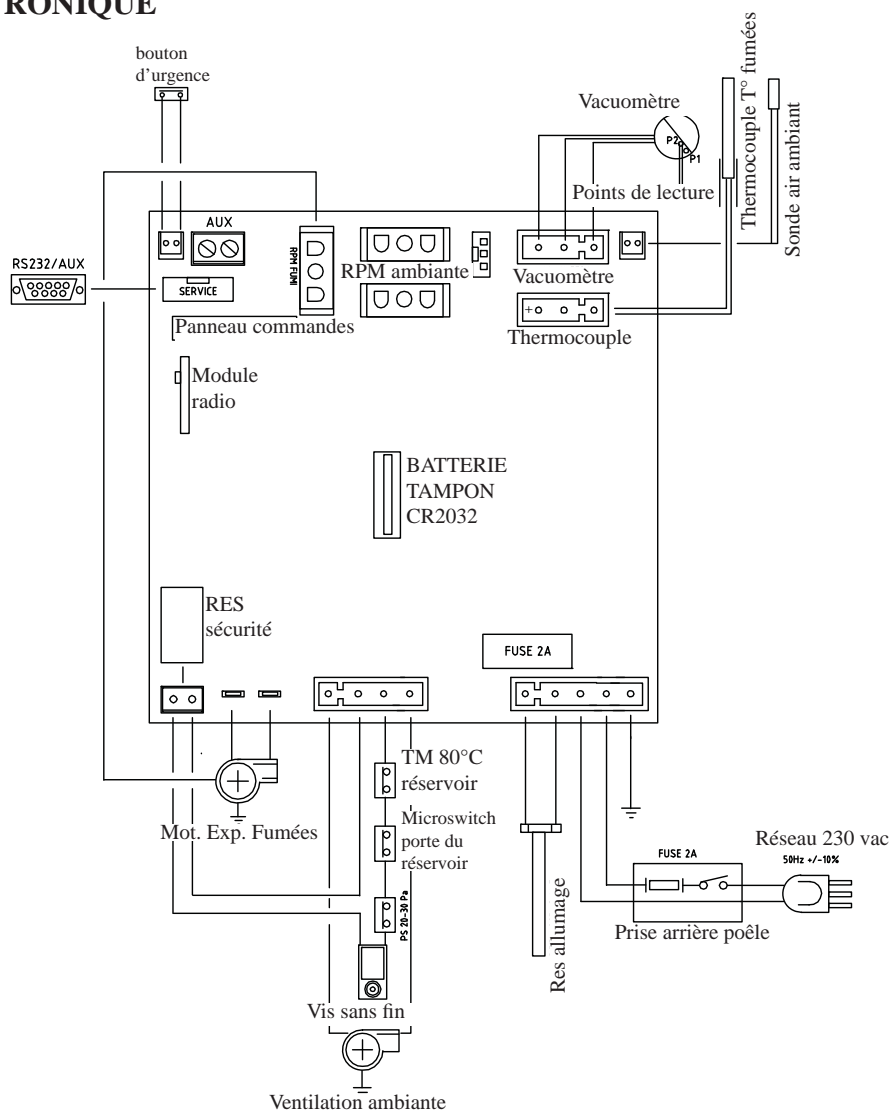 RONIQUE
bouton
d'urgence
Vacuomètre
P2
P1
Points de lecture
Thermocouple T° fumées
Sonde air ambiant
AUX
RS232/AUX
SERVICE
RPM FUMI
RPM ambiante
Vacuomètre
Panneau commandes
+
Thermocouple
Module
radio
BATTERIE
TAMPON
CR2032
RES
sécurité
FUSE 2A
TM 80°C
réservoir
Mot. Exp. Fumées
Microswitch
porte du
réservoir
PS 20-30 Pa
Réseau 230 vac
50Hz +/-10%
FUSE 2A
Prise arrière poêle
Res allumage
Vis sans fin
Ventilation ambiante